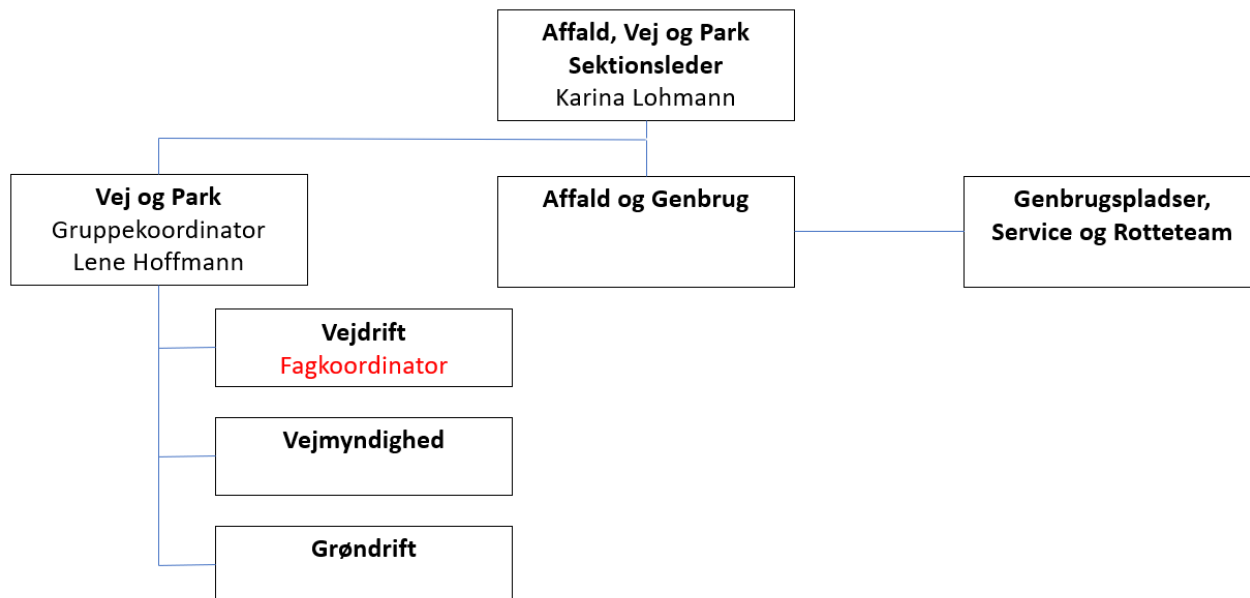 Affald, Vej og Park
Sektionsleder
Karina Lohmann
Vej og Park
Gruppekoordinator
Lene Hoffmann
Affald og Genbrug
Genbrugspladser,
Service og Rotteteam
Vejdrift
Fagkoordinator
Vejmyndighed
Grøndrift